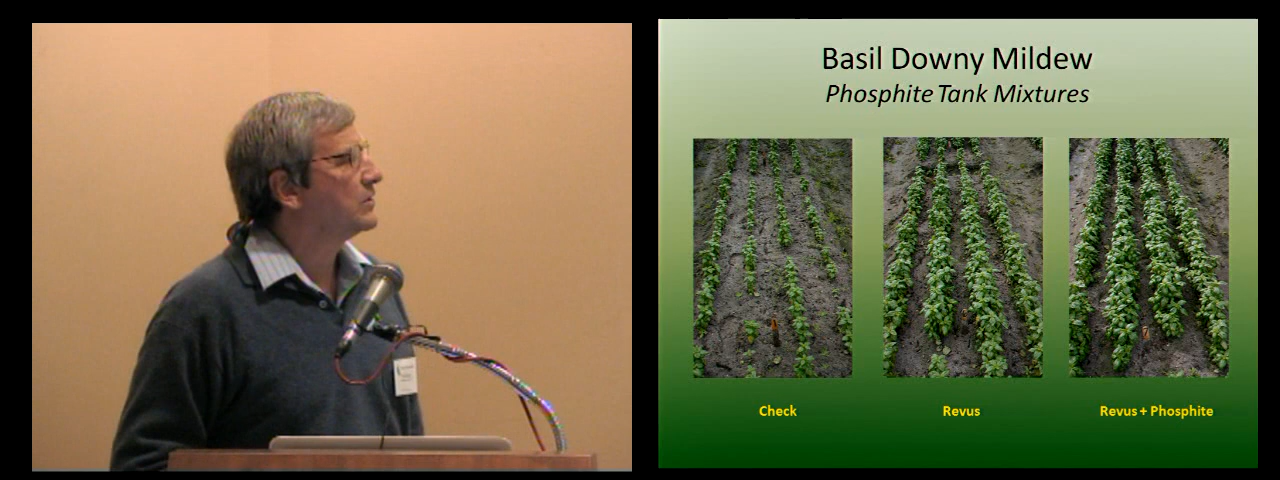 Basil Downy Mildew
Phosphite Tank Mixtures
Check
Revus
Revus + Phosphite